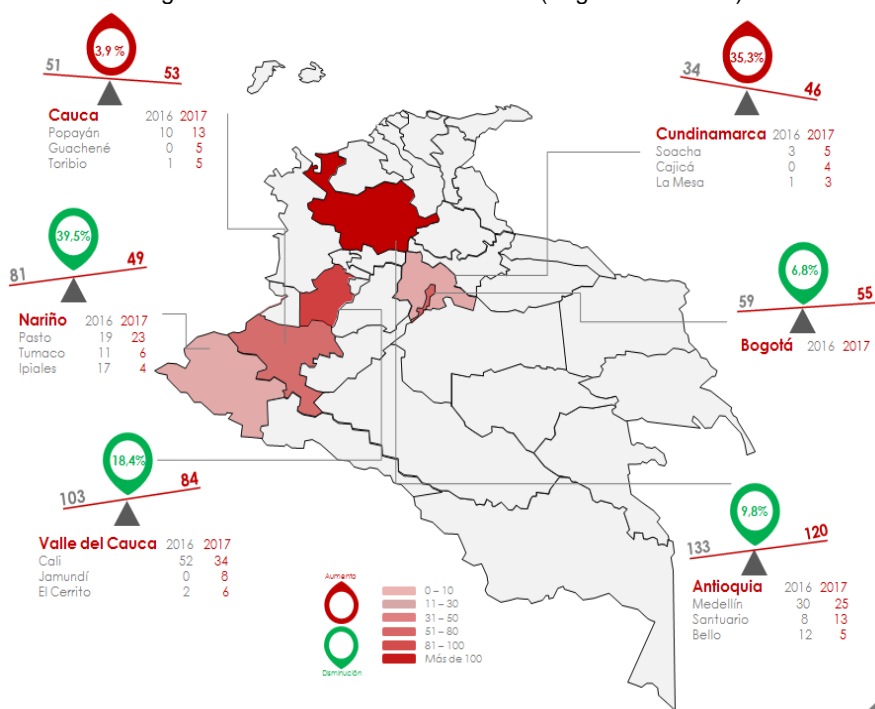 51 3,9 % 53
Cauca 2016 2017
Popayán 10 13
Guachené 0 5
Toribio 1 5
34 35,3% 46
Cundinamarca 2016 2017
Soacha 3 5
Cajicá 0 4
La Mesa 1 3
81 39,5% 49
Nariño 2016 2017
Pasto 19 23
Tumaco 11 6
Ipiales 17 4
59 6,8% 55
Bogotá 2016 2017
103 18,4% 84
Valle del Cauca 2016 2017
Cali 52 34
Jamundí 0 8
El Cerrito 2 6
133 9,8% 120
Antioquia 2016 2017
Medellín 30 25
Santuario 8 13
Bello 12 5
Aumento
Disminución
0 – 10
11 – 30
31 – 50
51 – 80
81 – 100
Más de 100